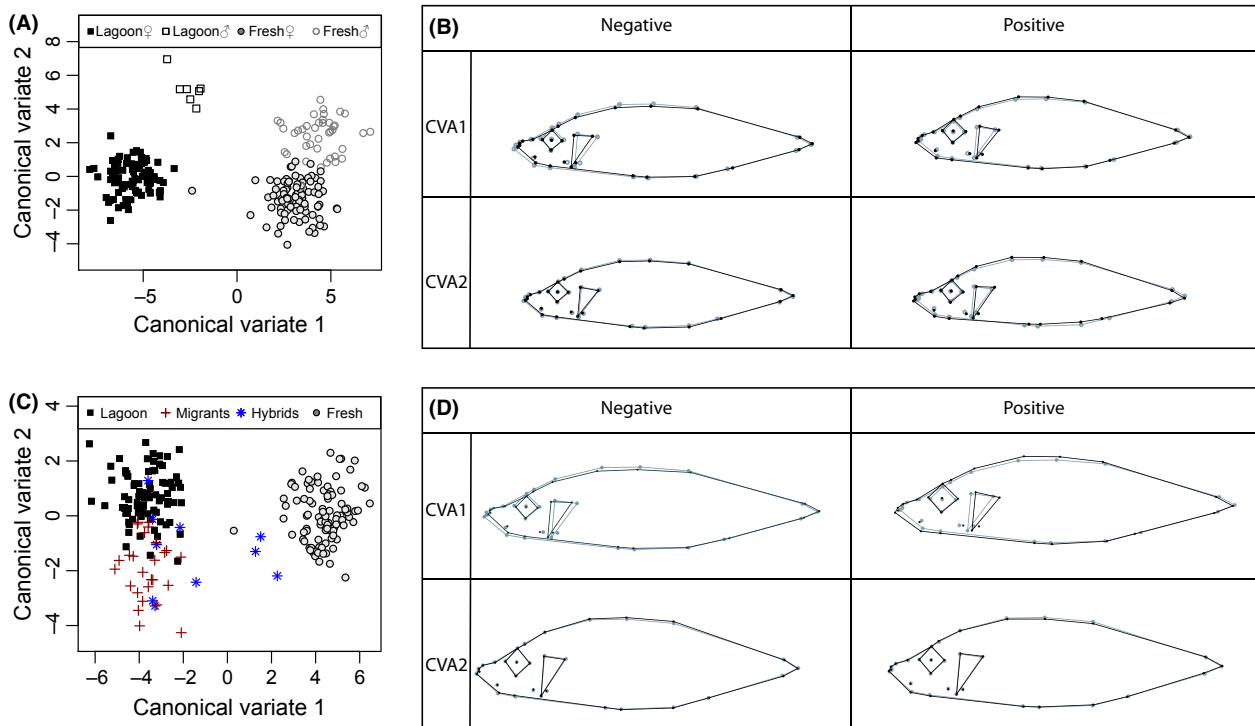 (A)
Lagoon♀ Lagoon♂ Fresh♀ Fresh♂
8
6
4
2
0
−2
−4
Canonical variate 2
−5 0 5
Canonical variate 1
(B) Negative Positive
CVA1
CVA2
(C)
Lagoon Migrants Hybrids Fresh
4
2
0
−2
−4
Canonical variate 2
−6 −4 −2 0 2 4 6
Canonical variate 1
(D) Negative Positive
CVA1
CVA2